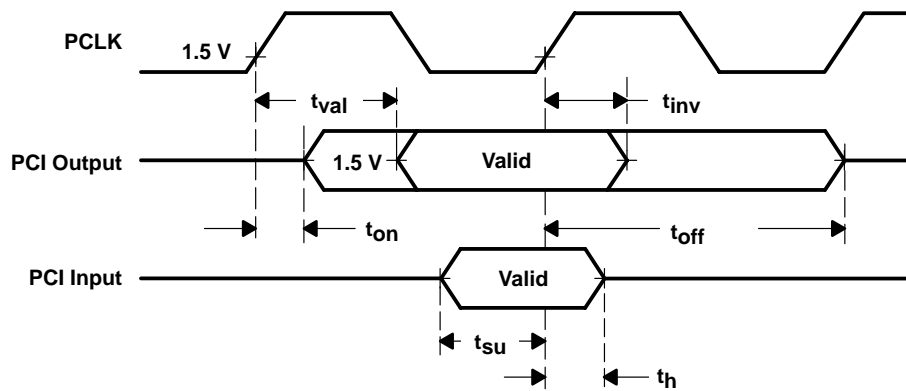 PCLK
1.5 V
tval
tinv
PCI Output
1.5 V
Valid
ton
toff
PCI Input
Valid
tsu
th